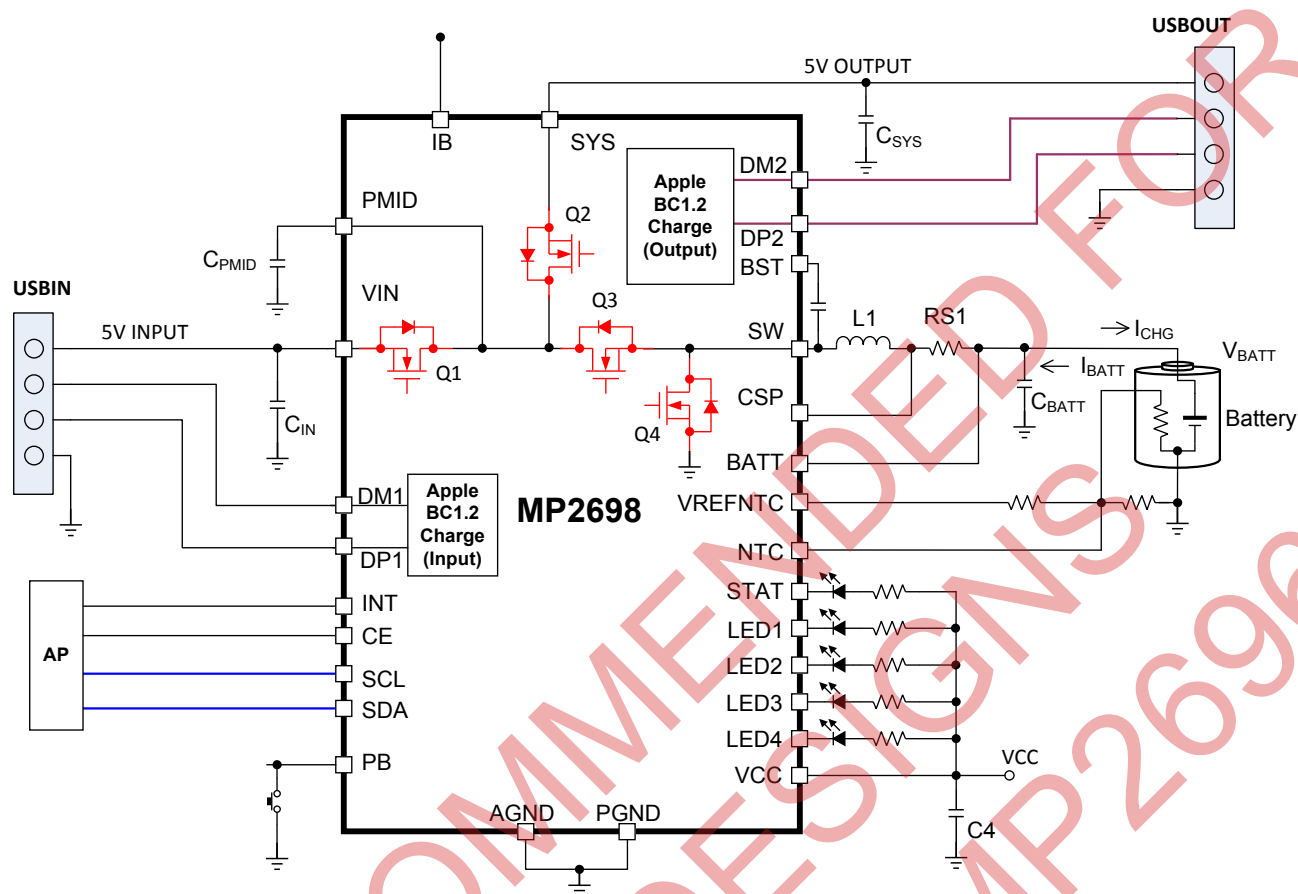 USBOUT
5V OUTPUT
IB
SYS
CSYS
Apple
BC1.2
Charge
(Output)
DM2
DP2
PMID
Q2
BST
CPMID
USBIN
VIN
Q3
5V INPUT
SW
L1
RS1
ICHG
VBATT
Q1
IBATT
CSP
CBATT
CIN
Q4
Battery
BATT
DM1
Apple
BC1.2
Charge
(Input)
MP2698
VREFNTC
DP1
NTC
STAT
INT
LED1
CE
AP
LED2
SCL
LED3
SDA
LED4
PB
VCC
VCC
AGND
PGND
C4
OMMENDED FOR
DESIGNS
MP2696